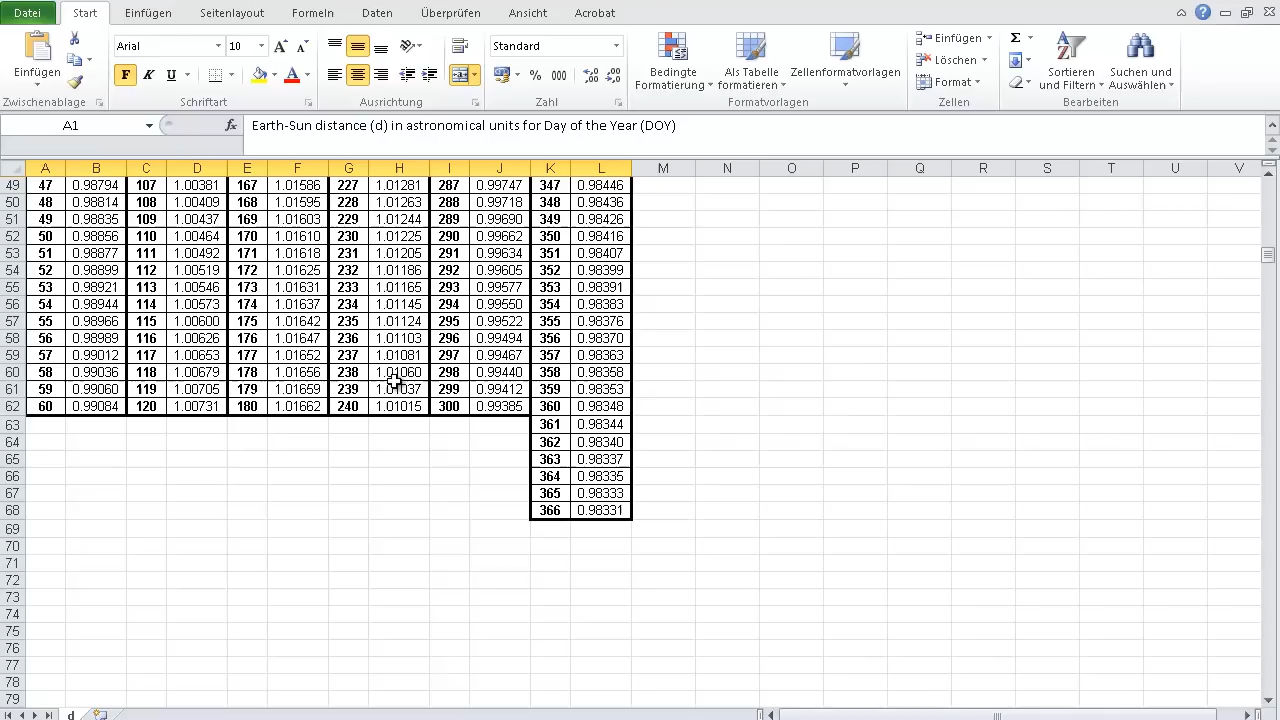 Datei Start Einfügen Seitenlayout Formeln Daten Überprüfen Ansicht Acrobat
Einfügen
Arial 10
F K U
Standard
% 000
Bedingte Formatierung
Als Tabelle formatieren
Zellenformatvorlagen
Einfügen
Löschen
Format
Sortieren und Filtern
Suchen und Auswählen
Zwischenablage Schriftart Ausrichtung Zahl Formatvorlagen Zellen Bearbeiten
A1 fx Earth-Sun distance (d) in astronomical units for Day of the Year (DOY)
A B C D E F G H I J K L M N O P Q R S T U V
49 47 0.98794 107 1.00381 167 1.01586 227 1.01281 287 0.99747 347 0.98446
50 48 0.98814 108 1.00409 168 1.01595 228 1.01263 288 0.99718 348 0.98436
51 49 0.98835 109 1.00437 169 1.01603 229 1.01244 289 0.99690 349 0.98426
52 50 0.98856 110 1.00464 170 1.01610 230 1.01225 290 0.99662 350 0.98416
53 51 0.98877 111 1.00492 171 1.01618 231 1.01205 291 0.99634 351 0.98407
54 52 0.98899 112 1.00519 172 1.01625 232 1.01186 292 0.99605 352 0.98399
55 53 0.98921 113 1.00546 173 1.01631 233 1.01165 293 0.99577 353 0.98391
56 54 0.98944 114 1.00573 174 1.01637 234 1.01145 294 0.99550 354 0.98383
57 55 0.98966 115 1.00600 175 1.01642 235 1.01124 295 0.99522 355 0.98376
58 56 0.98989 116 1.00626 176 1.01647 236 1.01103 296 0.99494 356 0.98370
59 57 0.99012 117 1.00653 177 1.01652 237 1.01081 297 0.99467 357 0.98363
60 58 0.99036 118 1.00679 178 1.01656 238 1.01060 298 0.99440 358 0.98358
61 59 0.99060 119 1.00705 179 1.01659 239 1.01037 299 0.99412 359 0.98353
62 60 0.99084 120 1.00731 180 1.01662 240 1.01015 300 0.99385 360 0.98348
63 361 0.98344
64 362 0.98340
65 363 0.98337
66 364 0.98335
67 365 0.98333
68 366 0.98331
69
70
71
72
73
74
75
76
77
78
79
d